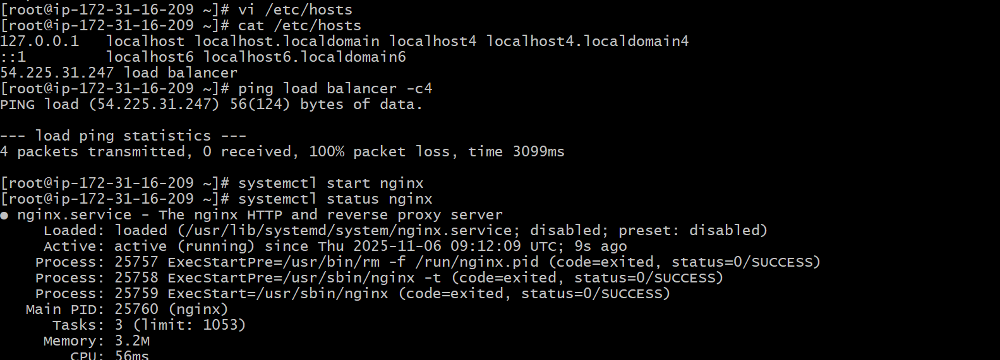 [root@ip-172-31-16-209 ~]# vi /etc/hosts
[root@ip-172-31-16-209 ~]# cat /etc/hosts
127.0.0.1   localhost localhost.localdomain localhost4 localhost4.localdomain4
::1         localhost6 localhost6.localdomain6
54.225.31.247 load balancer
[root@ip-172-31-16-209 ~]# ping load balancer -c4
PING load (54.225.31.247) 56(124) bytes of data.
--- load ping statistics ---
4 packets transmitted, 0 received, 100% packet loss, time 3099ms
[root@ip-172-31-16-209 ~]# systemctl start nginx
[root@ip-172-31-16-209 ~]# systemctl status nginx
● nginx.service - The nginx HTTP and reverse proxy server
     Loaded: loaded (/usr/lib/systemd/system/nginx.service; disabled; preset: disabled)
     Active: active (running) since Thu 2025-11-06 09:12:09 UTC; 9s ago
    Process: 25757 ExecStartPre=/usr/bin/rm -f /run/nginx.pid (code=exited, status=0/SUCCESS)
    Process: 25758 ExecStartPre=/usr/sbin/nginx -t (code=exited, status=0/SUCCESS)
    Process: 25759 ExecStart=/usr/sbin/nginx (code=exited, status=0/SUCCESS)
   Main PID: 25760 (nginx)
      Tasks: 3 (limit: 1053)
     Memory: 3.2M
        CPU: 56ms